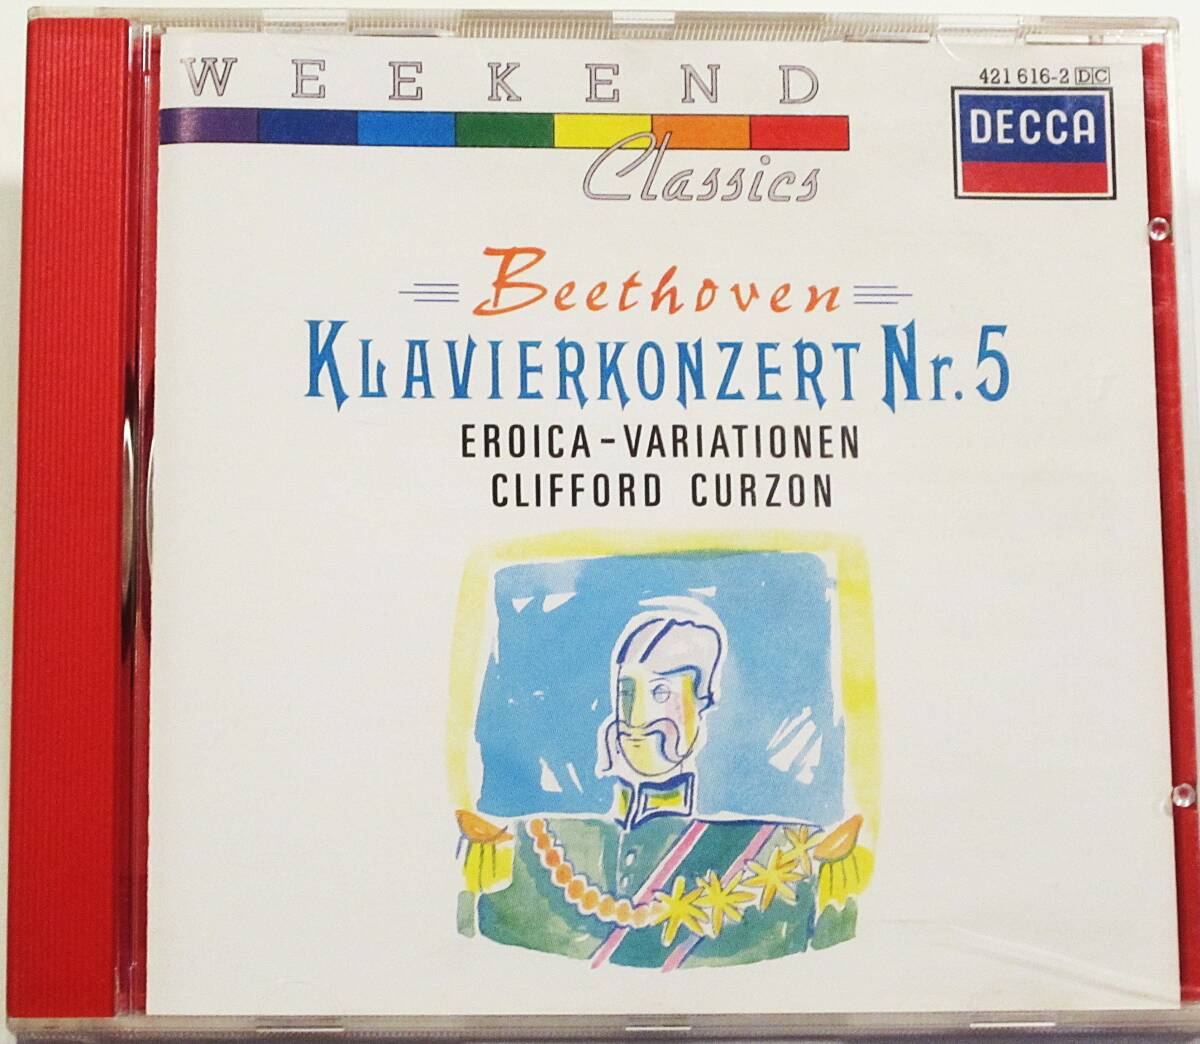 WEEKEND
Classics
421 616-2 DC
DECCA
Beethoven
KLAVIERKONZERT Nr. 5
EROICA-VARIATIONEN
CLIFFORD CURZON